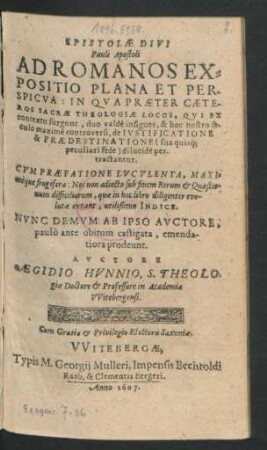 EPISTOLÆ DIVI
Pauli Apostoli
AD ROMANOS EX-
POSITIO PLANA ET PER-
SPICVA: IN QVA PRÆTER CÆTE-
ROS SACRÆ THEOLOGIÆ LOCOS, QVI EX
contextu surgunt, duo valdè insignes, & hoc nostro se-
culo maximè controversi, de IVSTIFICATIONE
& PRÆDESTINATIONE (sua quisq;
peculiari sede) dilucidè per-
tractantur.
CVM PRÆFATIONE LVCVLENTA, MAXI-
méque frugifera: Nec non adiecto sub finem Rerum & Quæstio-
num difficiliorum, quæ in hoc libro diligenter evo-
lutæ extant, utilissimo INDICE.
NVNC DEMVM AB IPSO AVCTORE,
paulò ante obitum castigata, emenda-
tiora prodeunt.
AVCTORE
ÆGIDIO HVNNIO, S. THEOLO-
giæ Doctore & Professore in Academia
VVitebergensi.
Cum Gratia & Privilegio Electoris Saxoniæ.
VVITEBERGÆ,
Typis M. Georgij Mulleri, Impensis Bechtoldi
Raab, & Clementis Bergeri.
Anno 1607.